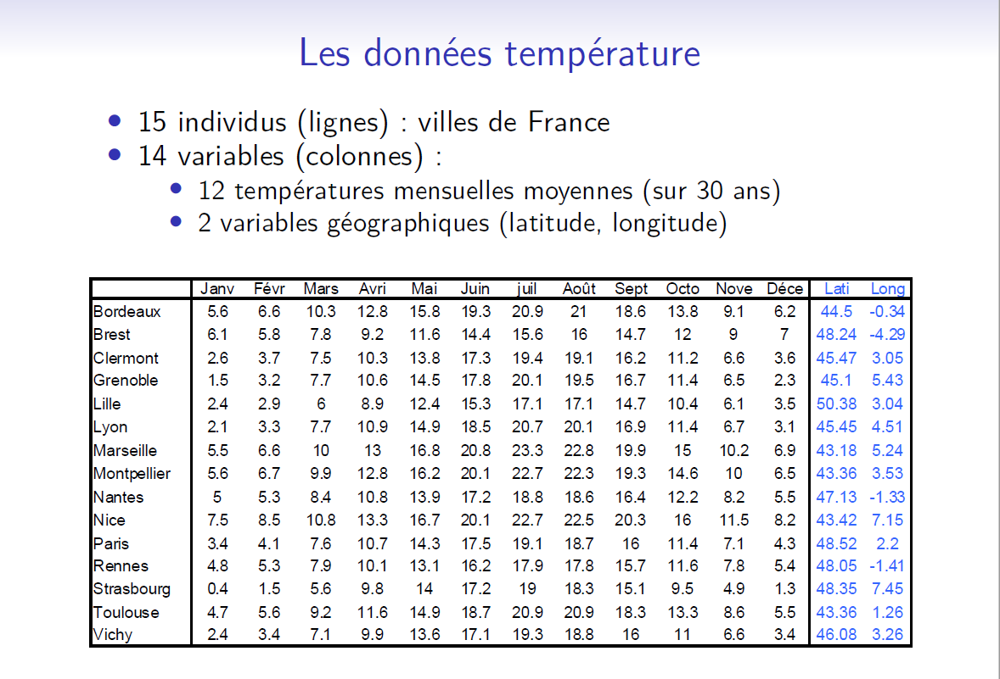 Les données température
• 15 individus (lignes) : villes de France
• 14 variables (colonnes) :
• 12 températures mensuelles moyennes (sur 30 ans)
• 2 variables géographiques (latitude, longitude)
Janv Févr Mars Avri Mai Juin juil Août Sept Octo Nove Déce Lati Long
Bordeaux 5.6 6.6 10.3 12.8 15.8 19.3 20.9 21 18.6 13.8 9.1 6.2 44.5 -0.34
Brest 6.1 5.8 7.8 9.2 11.6 14.4 15.6 16 14.7 12 9 7 48.24 -4.29
Clermont 2.6 3.7 7.5 10.3 13.8 17.3 19.4 19.1 16.2 11.2 6.6 3.6 45.47 3.05
Grenoble 1.5 3.2 7.7 10.6 14.5 17.8 20.1 19.5 16.7 11.4 6.5 2.3 45.1 5.43
Lille 2.4 2.9 6 8.9 12.4 15.3 17.1 17.1 14.7 10.4 6.1 3.5 50.38 3.04
Lyon 2.1 3.3 7.7 10.9 14.9 18.5 20.7 20.1 16.9 11.4 6.7 3.1 45.45 4.51
Marseille 5.5 6.6 10 13 16.8 20.8 23.3 22.8 19.9 15 10.2 6.9 43.18 5.24
Montpellier 5.6 6.7 9.9 12.8 16.2 20.1 22.7 22.3 19.3 14.6 10 6.5 43.36 3.53
Nantes 5 5.3 8.4 10.8 13.9 17.2 18.8 18.6 16.4 12.2 8.2 5.5 47.13 -1.33
Nice 7.5 8.5 10.8 13.3 16.7 20.1 22.7 22.5 20.3 16 11.5 8.2 43.42 7.15
Paris 3.4 4.1 7.6 10.7 14.3 17.5 19.1 18.7 16 11.4 7.1 4.3 48.52 2.2
Rennes 4.8 5.3 7.9 10.1 13.1 16.2 17.9 17.8 15.7 11.6 7.8 5.4 48.05 -1.41
Strasbourg 0.4 1.5 5.6 9.8 14 17.2 19 18.3 15.1 9.5 4.9 1.3 48.35 7.45
Toulouse 4.7 5.6 9.2 11.6 14.9 18.7 20.9 20.9 18.3 13.3 8.6 5.5 43.36 1.26
Vichy 2.4 3.4 7.1 9.9 13.6 17.1 19.3 18.8 16 11 6.6 3.4 46.08 3.26